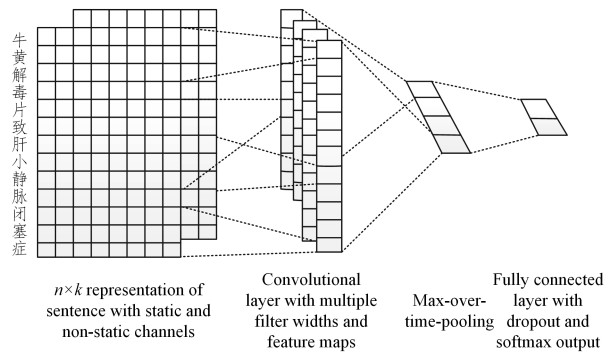 牛
黄
解
毒
片
致
肝
小
静
脉
闭
塞
症
n×k representation of
sentence with static and
non-static channels
Convolutional
layer with multiple
filter widths and
feature maps
Max-over-
time-pooling
Fully connected
layer with
dropout and
softmax output